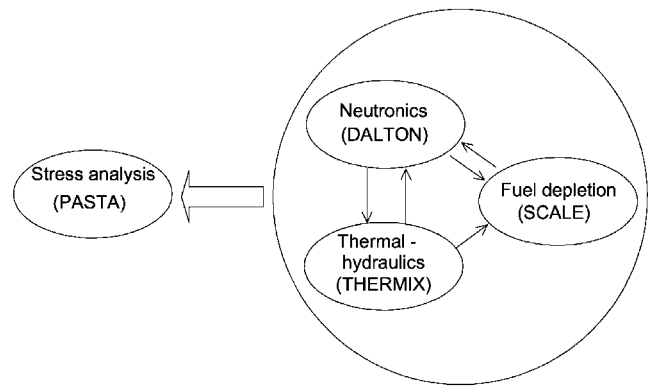 Neutronics
(DALTON)
Stress analysis
(PASTA)
Fuel depletion
(SCALE)
Thermal -
hydraulics
(THERMIX)